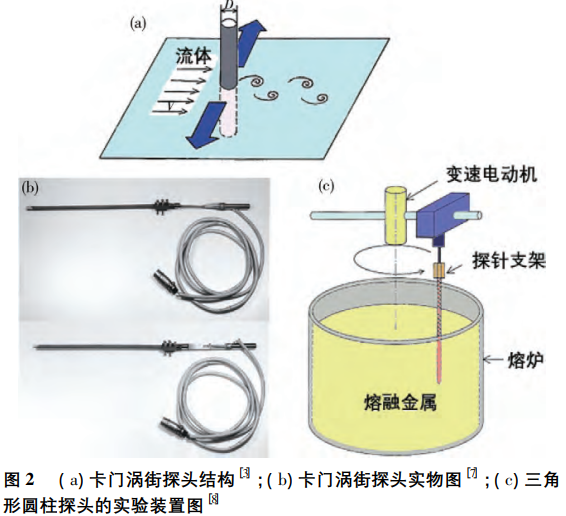 (a)
D
流体
V
(b)
(c)
变速电动机
探针支架
熔炉
熔融金属
图2 (a)卡门涡街探头结构[3];(b)卡门涡街探头实物图[7];(c)三角
形圆柱探头的实验装置图[8]